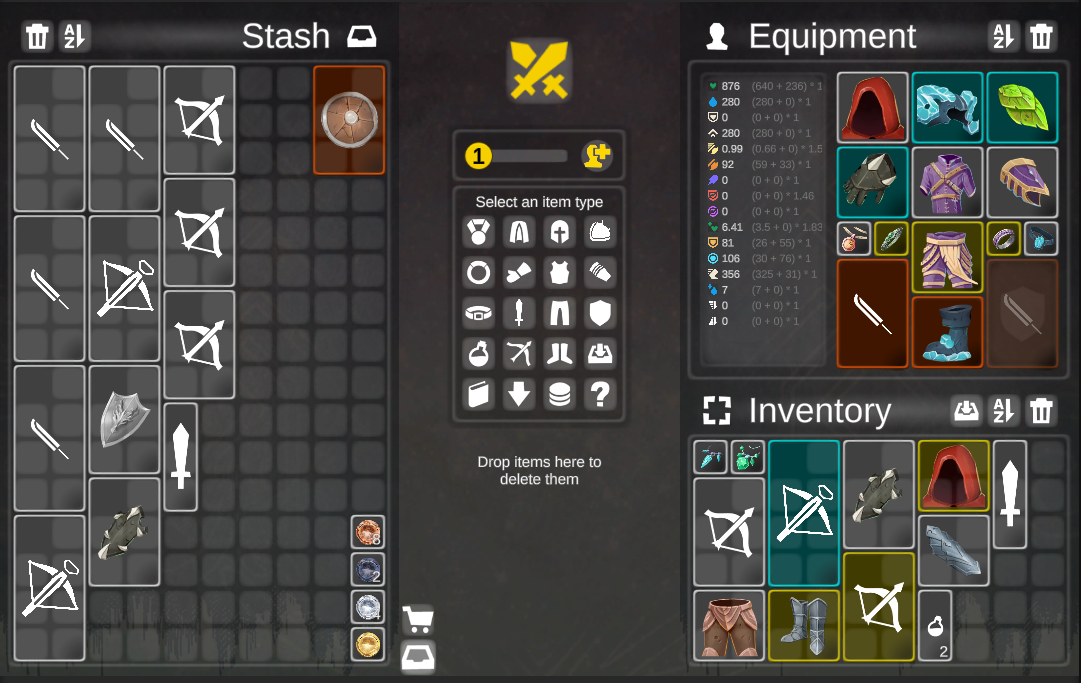 A
Z
Stash
Equipment
A
Z
1
Select an item type
?
Drop items here to
delete them
8
2
876 (640 + 236) * 1
280 (280 + 0) * 1
0 (0 + 0) * 1
280 (280 + 0) * 1
0.99 (0.66 + 0) * 1.5
92 (59 + 33) * 1
0 (0 + 0) * 1
0 (0 + 0) * 1.46
0 (0 + 0) * 1
6.41 (3.5 + 0) * 1.83
81 (26 + 55) * 1
106 (30 + 76) * 1
356 (325 + 31) * 1
7 (7 + 0) * 1
0 (0 + 0) * 1
0 (0 + 0) * 1
Inventory
A
Z
2